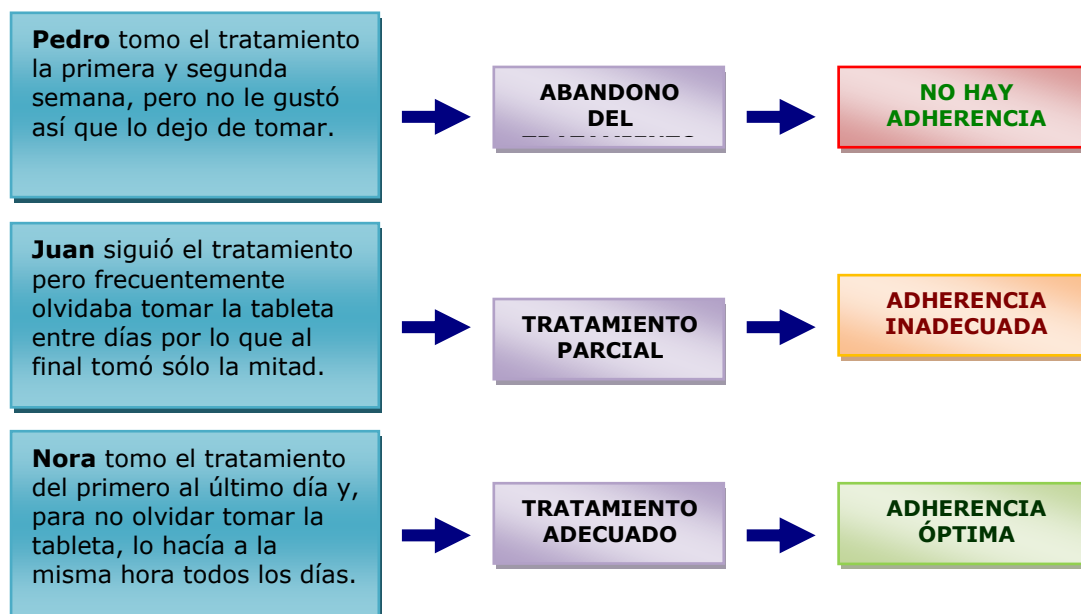 Pedro tomo el tratamiento
la primera y segunda
semana, pero no le gustó
así que lo dejo de tomar.
ABANDONO
DEL
NO HAY
ADHERENCIA
Juan siguió el tratamiento
pero frecuentemente
olvidaba tomar la tableta
entre días por lo que al
final tomó sólo la mitad.
TRATAMIENTO
PARCIAL
ADHERENCIA
INADECUADA
Nora tomo el tratamiento
del primero al último día y,
para no olvidar tomar la
tableta, lo hacía a la
misma hora todos los días.
TRATAMIENTO
ADECUADO
ADHERENCIA
ÓPTIMA